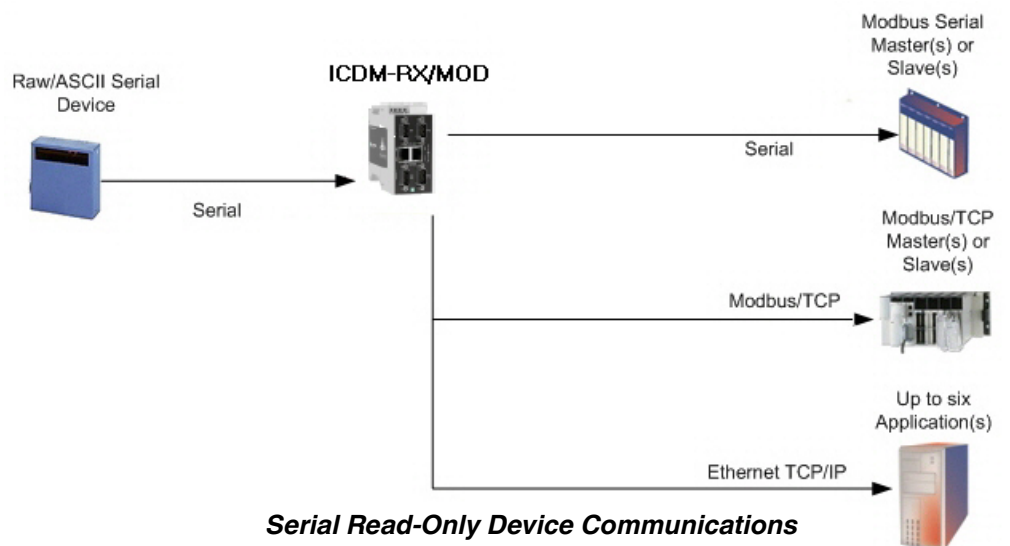 Raw/ASCII Serial
Device
Serial
ICDM-RX/MOD
Serial
Modbus Serial
Master(s) or
Slave(s)
Modbus/TCP
Modbus/TCP
Master(s) or
Slave(s)
Ethernet TCP/IP
Up to six
Application(s)
Serial Read-Only Device Communications